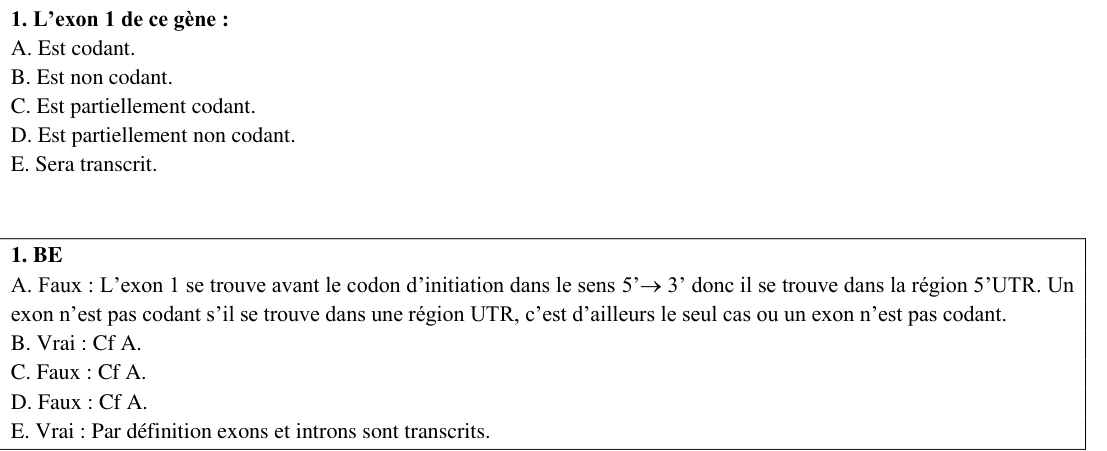 1. L’exon 1 de ce gène :
A. Est codant.
B. Est non codant.
C. Est partiellement codant.
D. Est partiellement non codant.
E. Sera transcrit.
1. BE
A. Faux : L’exon 1 se trouve avant le codon d’initiation dans le sens 5’→ 3’ donc il se trouve dans la région 5’UTR. Un
exon n’est pas codant s’il se trouve dans une région UTR, c’est d’ailleurs le seul cas ou un exon n’est pas codant.
B. Vrai : Cf A.
C. Faux : Cf A.
D. Faux : Cf A.
E. Vrai : Par définition exons et introns sont transcrits.